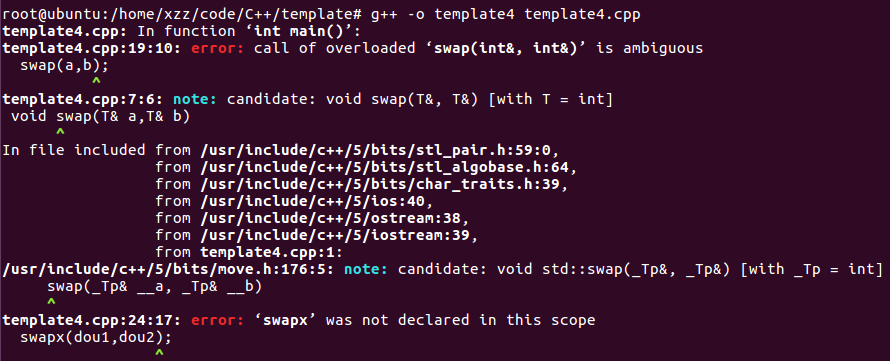 root@ubuntu:/home/xzz/code/C++/template# g++ -o template4 template4.cpp
template4.cpp: In function ‘int main()’:
template4.cpp:19:10: error: call of overloaded ‘swap(int&, int&)’ is ambiguous
  swap(a,b);
          ^
template4.cpp:7:6: note: candidate: void swap(T&, T&) [with T = int]
 void swap(T& a,T& b)
      ^
In file included from /usr/include/c++/5/bits/stl_pair.h:59:0,
                 from /usr/include/c++/5/bits/stl_algobase.h:64,
                 from /usr/include/c++/5/bits/char_traits.h:39,
                 from /usr/include/c++/5/ios:40,
                 from /usr/include/c++/5/ostream:38,
                 from /usr/include/c++/5/iostream:39,
                 from template4.cpp:1:
/usr/include/c++/5/bits/move.h:176:5: note: candidate: void std::swap(_Tp&, _Tp&) [with _Tp = int]
     swap(_Tp& __a, _Tp& __b)
     ^
template4.cpp:24:17: error: ‘swapx’ was not declared in this scope
  swapx(dou1,dou2);
                 ^